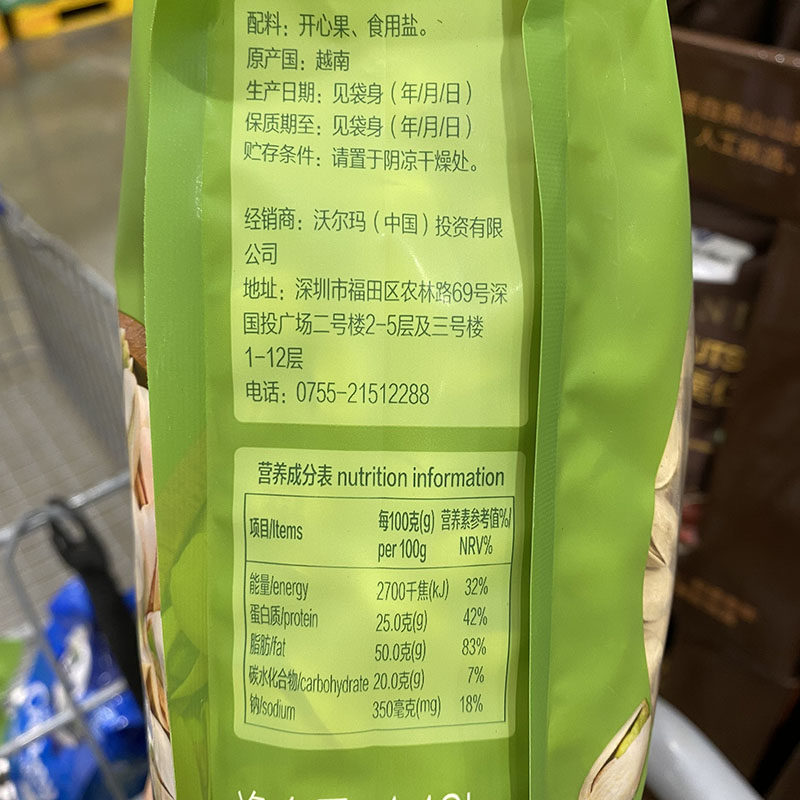 配料：开心果、食用盐。
原产国：越南
生产日期：见袋身（年/月/日）
保质期至：见袋身（年/月/日）
贮存条件：请置于阴凉干燥处。
经销商：沃尔玛（中国）投资有限
公司
地址：深圳市福田区农林路69号深
国投广场二号楼2-5层及三号楼
1-12层
电话：0755-21512288
营养成分表 nutrition information
项目/Items 每100克(g) 营养素参考值%/
per 100g NRV%
能量/energy 2700千焦(kJ) 32%
蛋白质/protein 25.0克(g) 42%
脂肪/fat 50.0克(g) 83%
碳水化合物/carbohydrate 20.0克(g) 7%
钠/sodium 350毫克(mg) 18%